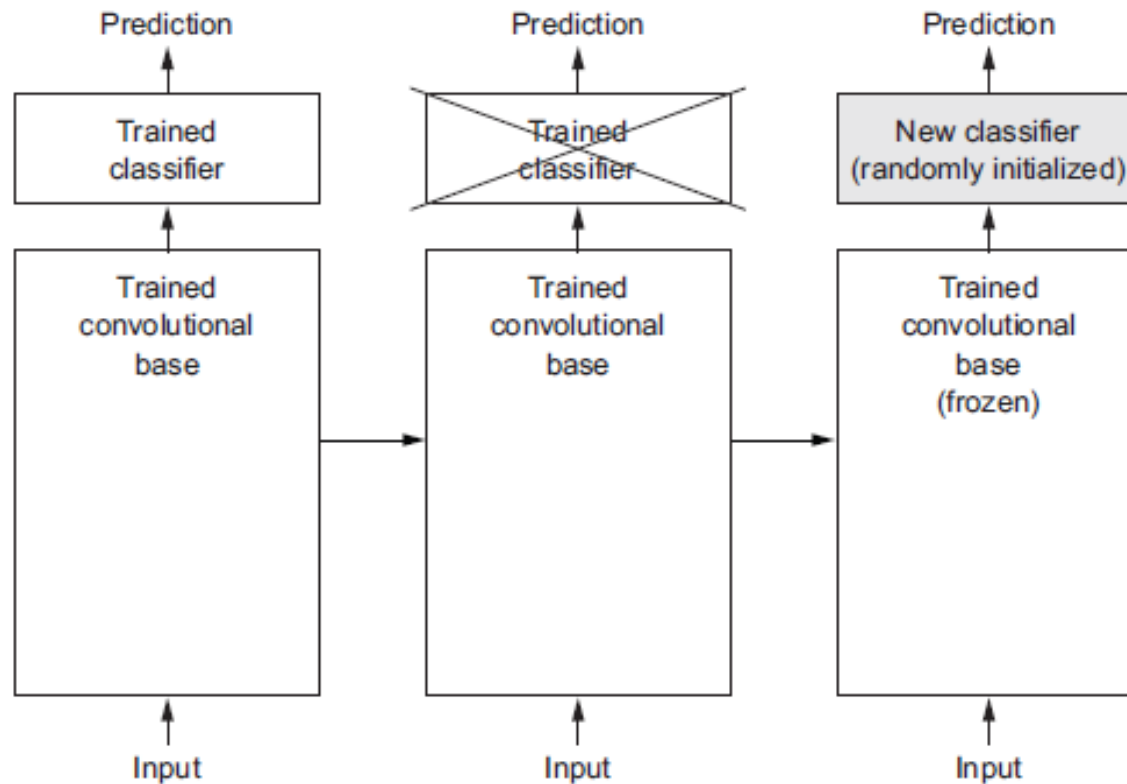 Prediction
Trained
classifier
Trained
convolutional
base
Input
Prediction
Trained
classifier
Trained
convolutional
base
Input
Prediction
New classifier
(randomly initialized)
Trained
convolutional
base
(frozen)
Input